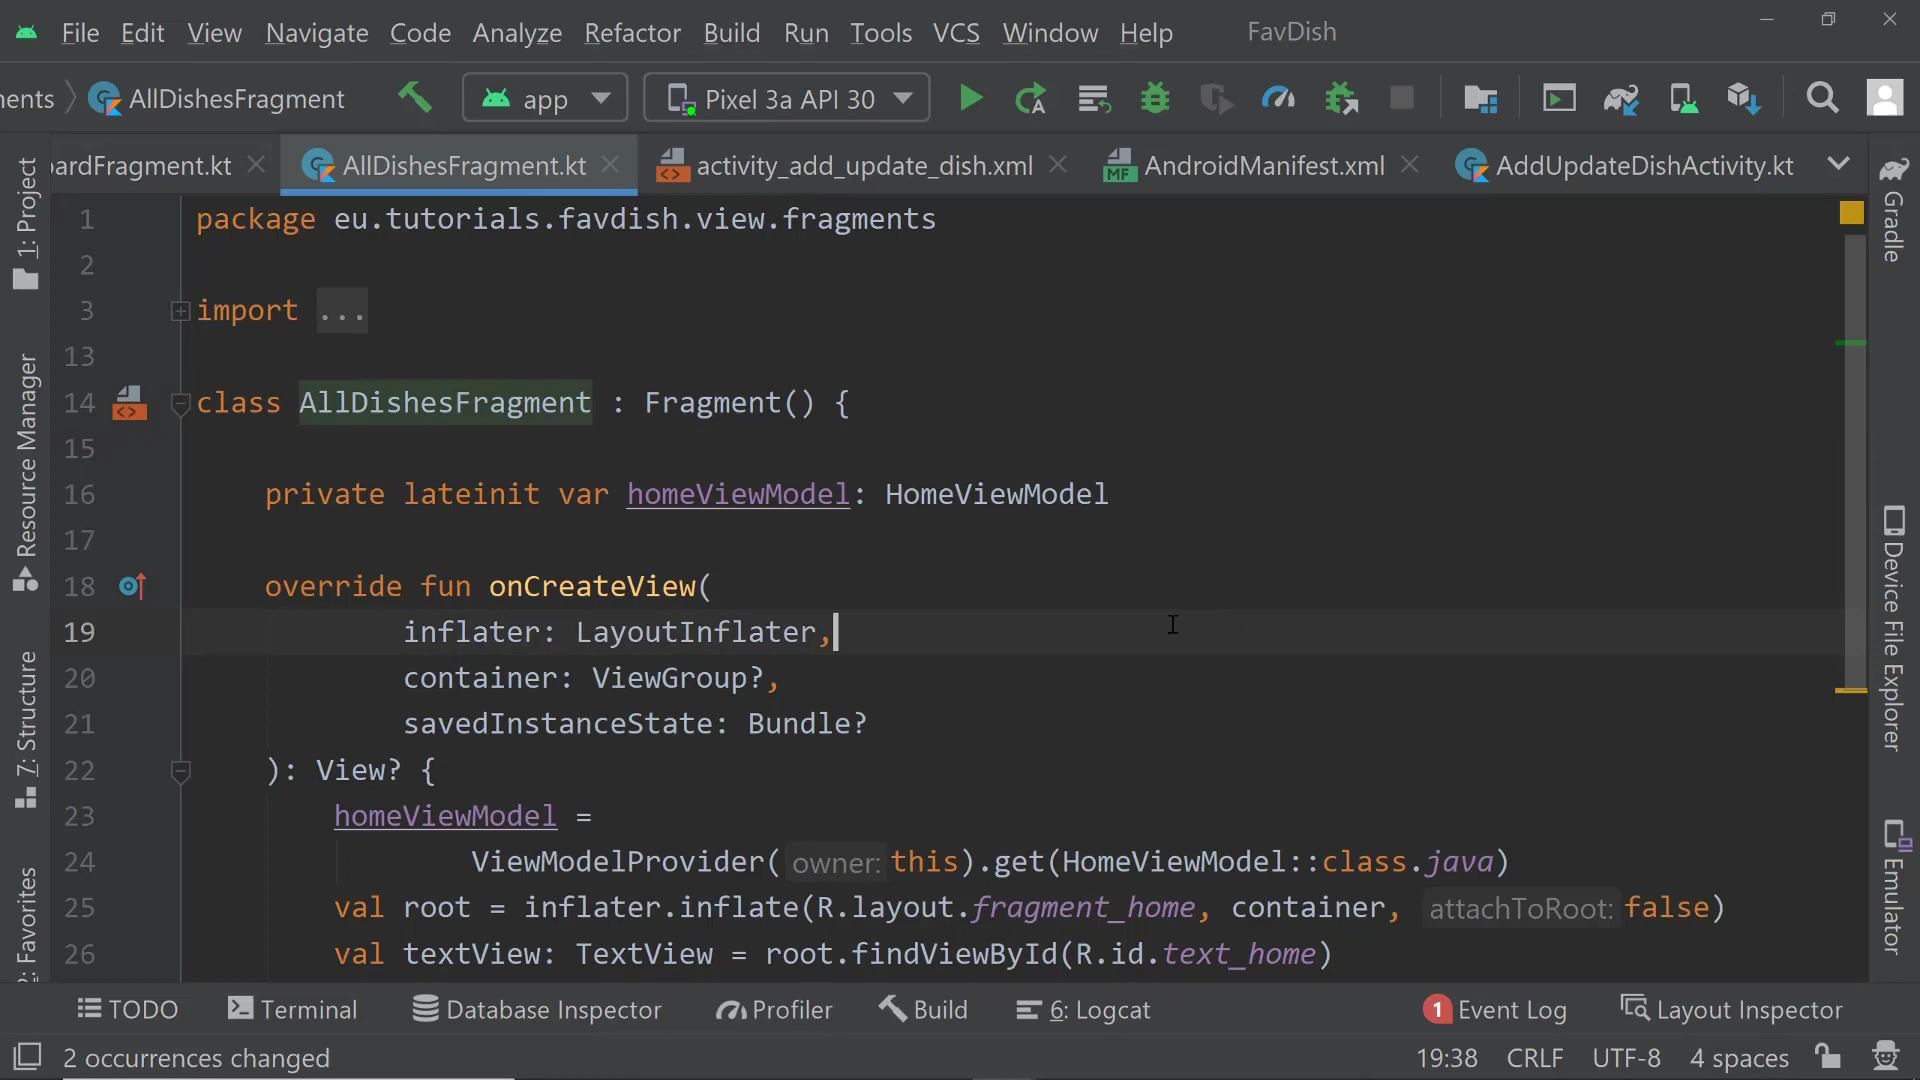 File Edit View Navigate Code Analyze Refactor Build Run Tools VCS Window Help FavDish
ents AllDishesFragment app Pixel 3a API 30
ardFragment.kt AllDishesFragment.kt activity_add_update_dish.xml AndroidManifest.xml AddUpdateDishActivity.kt
1: Project
Resource Manager
7: Structure
2: Favorites
1 package eu.tutorials.favdish.view.fragments
2
3 import ...
13
14 class AllDishesFragment : Fragment() {
15
16 private lateinit var homeViewModel: HomeViewModel
17
18 override fun onCreateView(
19 inflater: LayoutInflater,
20 container: ViewGroup?,
21 savedInstanceState: Bundle?
22 ): View? {
23 homeViewModel =
24 ViewModelProvider( owner: this).get(HomeViewModel::class.java)
25 val root = inflater.inflate(R.layout.fragment_home, container, attachToRoot: false)
26 val textView: TextView = root.findViewById(R.id.text_home)
Gradle
Device File Explorer
Emulator
TODO Terminal Database Inspector Profiler Build 6: Logcat 1 Event Log Layout Inspector
2 occurrences changed 19:38 CRLF UTF-8 4 spaces